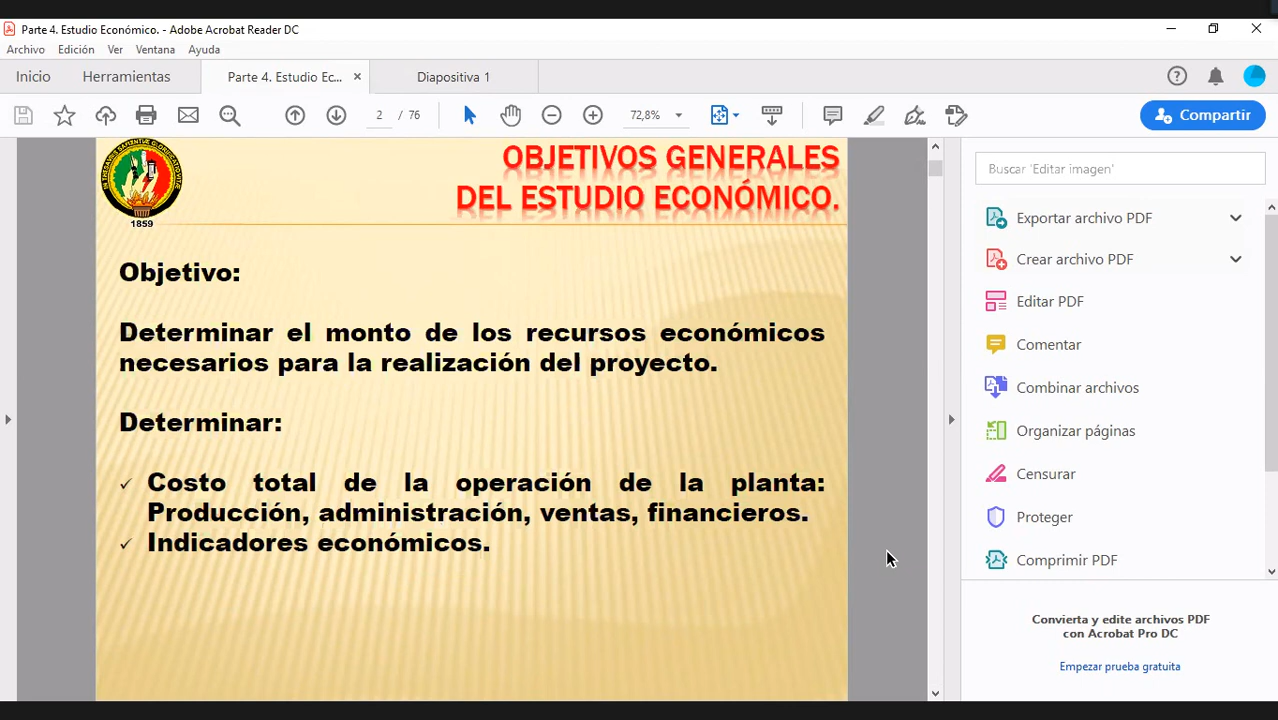 Parte 4. Estudio Económico. - Adobe Acrobat Reader DC
Archivo Edición Ver Ventana Ayuda
Inicio Herramientas Parte 4. Estudio Ec... × Diapositiva 1
2 / 76 72,8% Compartir
OBJETIVOS GENERALES
DEL ESTUDIO ECONÓMICO.
1859
Objetivo:
Determinar el monto de los recursos económicos
necesarios para la realización del proyecto.
Determinar:
✓ Costo total de la operación de la planta:
Producción, administración, ventas, financieros.
✓ Indicadores económicos.
Buscar 'Editar imagen'
Exportar archivo PDF
Crear archivo PDF
Editar PDF
Comentar
Combinar archivos
Organizar páginas
Censurar
Proteger
Comprimir PDF
Convierta y edite archivos PDF
con Acrobat Pro DC
Empezar prueba gratuita